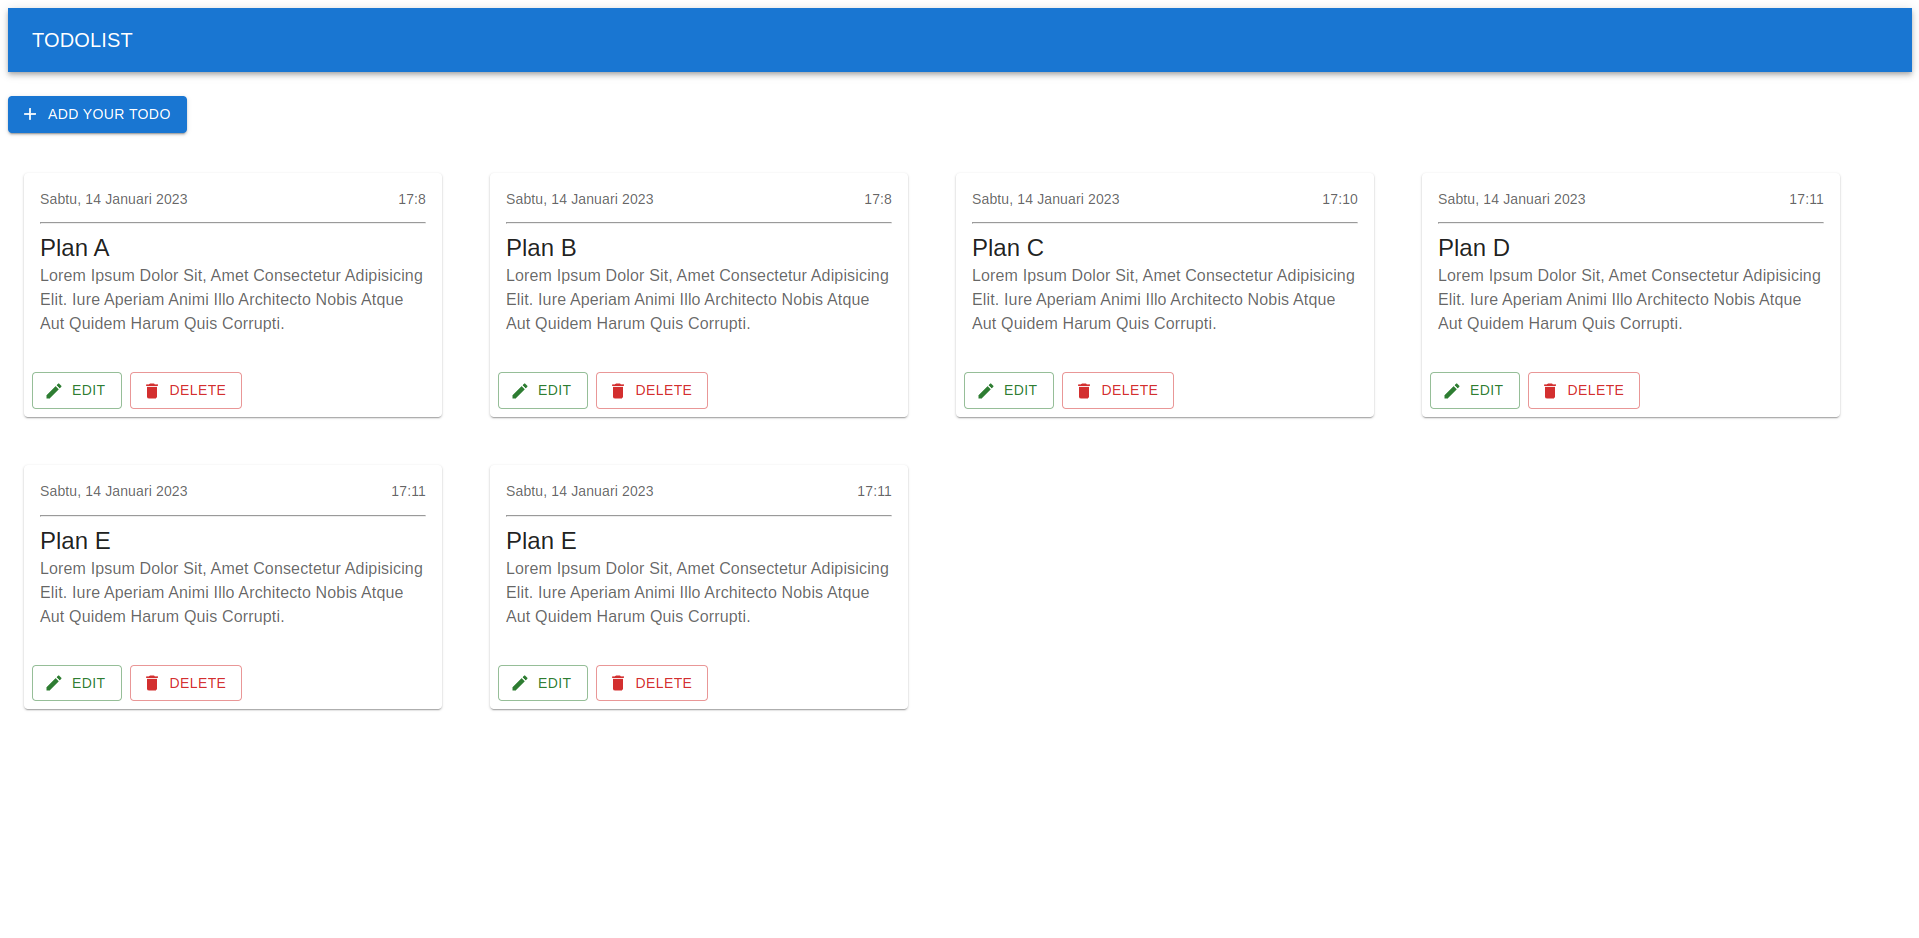 TODOLIST
ADD YOUR TODO
Sabtu, 14 Januari 2023 17:8
Plan A
Lorem Ipsum Dolor Sit, Amet Consectetur Adipisicing
Elit. Iure Aperiam Animi Illo Architecto Nobis Atque
Aut Quidem Harum Quis Corrupti.
EDIT DELETE
Sabtu, 14 Januari 2023 17:8
Plan B
Lorem Ipsum Dolor Sit, Amet Consectetur Adipisicing
Elit. Iure Aperiam Animi Illo Architecto Nobis Atque
Aut Quidem Harum Quis Corrupti.
EDIT DELETE
Sabtu, 14 Januari 2023 17:10
Plan C
Lorem Ipsum Dolor Sit, Amet Consectetur Adipisicing
Elit. Iure Aperiam Animi Illo Architecto Nobis Atque
Aut Quidem Harum Quis Corrupti.
EDIT DELETE
Sabtu, 14 Januari 2023 17:11
Plan D
Lorem Ipsum Dolor Sit, Amet Consectetur Adipisicing
Elit. Iure Aperiam Animi Illo Architecto Nobis Atque
Aut Quidem Harum Quis Corrupti.
EDIT DELETE
Sabtu, 14 Januari 2023 17:11
Plan E
Lorem Ipsum Dolor Sit, Amet Consectetur Adipisicing
Elit. Iure Aperiam Animi Illo Architecto Nobis Atque
Aut Quidem Harum Quis Corrupti.
EDIT DELETE
Sabtu, 14 Januari 2023 17:11
Plan E
Lorem Ipsum Dolor Sit, Amet Consectetur Adipisicing
Elit. Iure Aperiam Animi Illo Architecto Nobis Atque
Aut Quidem Harum Quis Corrupti.
EDIT DELETE